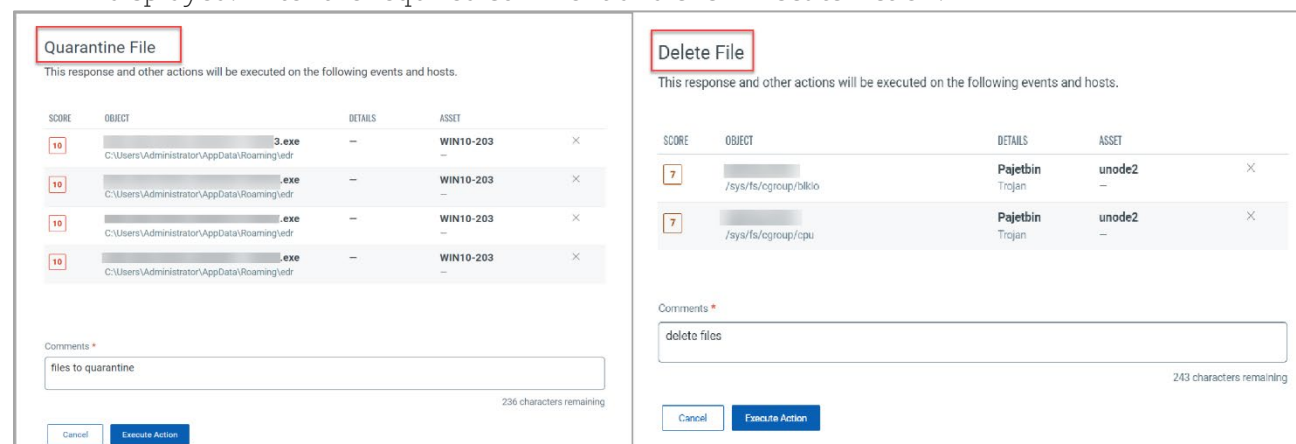 Quarantine File
This response and other actions will be executed on the following events and hosts.
SCORE OBJECT DETAILS ASSET
10 3.exe – WIN10-203 ×
C:\Users\Administrator\AppData\Roaming\edr –
10 .exe – WIN10-203 ×
C:\Users\Administrator\AppData\Roaming\edr –
10 .exe – WIN10-203 ×
C:\Users\Administrator\AppData\Roaming\edr –
10 .exe – WIN10-203 ×
C:\Users\Administrator\AppData\Roaming\edr –
Comments *
files to quarantine
236 characters remaining
Cancel Execute Action
Delete File
This response and other actions will be executed on the following events and hosts.
SCORE OBJECT DETAILS ASSET
7 Pajetbin unode2 ×
/sys/fs/cgroup/blkio Trojan –
7 Pajetbin unode2 ×
/sys/fs/cgroup/cpu Trojan –
Comments *
delete files
243 characters remaining
Cancel Execute Action